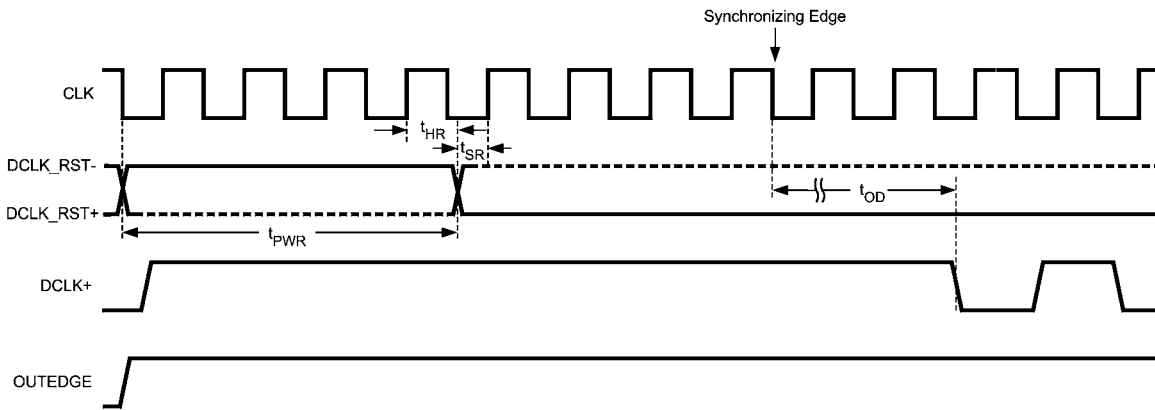 Synchronizing Edge
CLK
tHR
tSR
DCLK_RST-
DCLK_RST+
tOD
tPWR
DCLK+
OUTEDGE